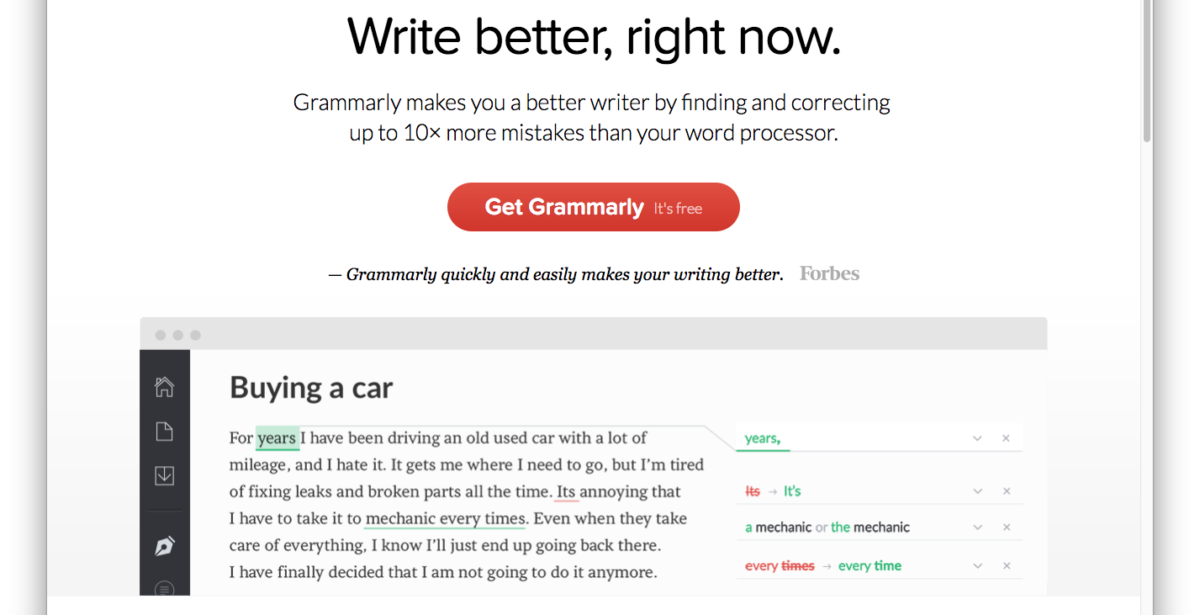 Write better, right now.
Grammarly makes you a better writer by finding and correcting
up to 10× more mistakes than your word processor.
Get Grammarly It's free
— Grammarly quickly and easily makes your writing better. Forbes
Buying a car
For years I have been driving an old used car with a lot of
mileage, and I hate it. It gets me where I need to go, but I'm tired
of fixing leaks and broken parts all the time. Its annoying that
I have to take it to mechanic every times. Even when they take
care of everything, I know I'll just end up going back there.
I have finally decided that I am not going to do it anymore.
years,
Its → It's
a mechanic or the mechanic
every times → every time